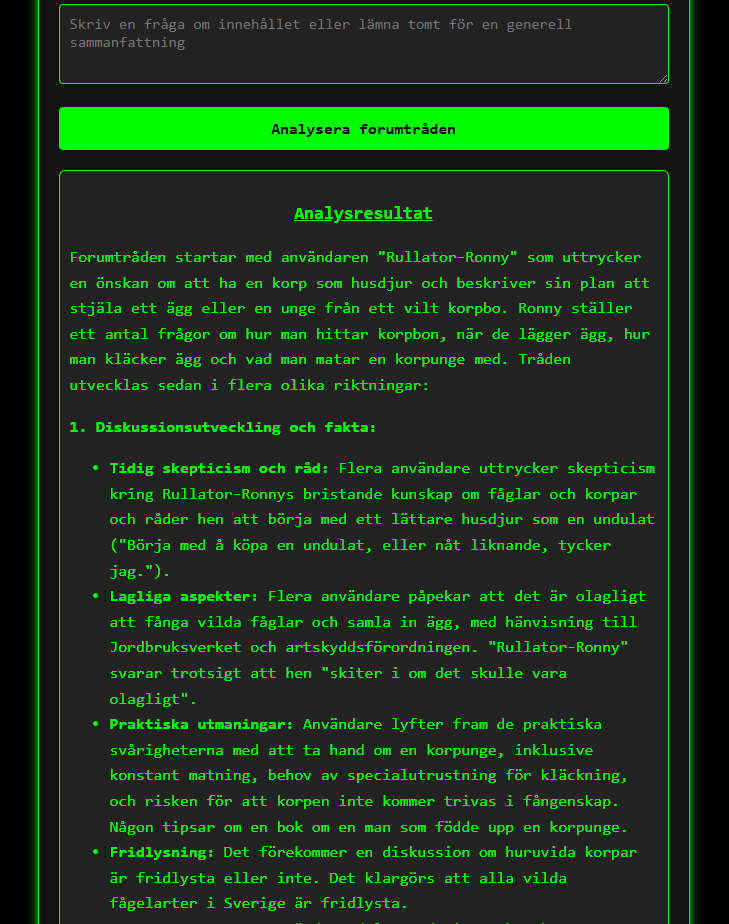 Skriv en fråga om innehållet eller lämna tomt för en generell
sammanfattning
Analysera forumtråden
Analysresultat
Forumtråden startar med användaren "Rullator-Ronny" som uttrycker
en önskan om att ha en korp som husdjur och beskriver sin plan att
stjäla ett ägg eller en unge från ett vilt korpbo. Ronny ställer
ett antal frågor om hur man hittar korpbon, när de lägger ägg, hur
man kläcker ägg och vad man matar en korpunge med. Tråden
utvecklas sedan i flera olika riktningar:
1. Diskussionsutveckling och fakta:
• Tidig skepticism och råd: Flera användare uttrycker skepticism
kring Rullator-Ronnys bristande kunskap om fåglar och korpar
och råder hen att börja med ett lättare husdjur som en undulat
("Börja med å köpa en undulat, eller nåt liknande, tycker
jag.").
• Lagliga aspekter: Flera användare påpekar att det är olagligt
att fånga vilda fåglar och samla in ägg, med hänvisning till
Jordbruksverket och artskyddsförordningen. "Rullator-Ronny"
svarar trotsigt att hen "skiter i om det skulle vara
olagligt".
• Praktiska utmaningar: Användare lyfter fram de praktiska
svårigheterna med att ta hand om en korpunge, inklusive
konstant matning, behov av specialutrustning för kläckning,
och risken för att korpen inte kommer trivas i fångenskap.
Någon tipsar om en bok om en man som födde upp en korpunge.
• Fridlysning: Det förekommer en diskussion om huruvida korpar
är fridlysta eller inte. Det klargörs att alla vilda
fågelarter i Sverige är fridlysta.